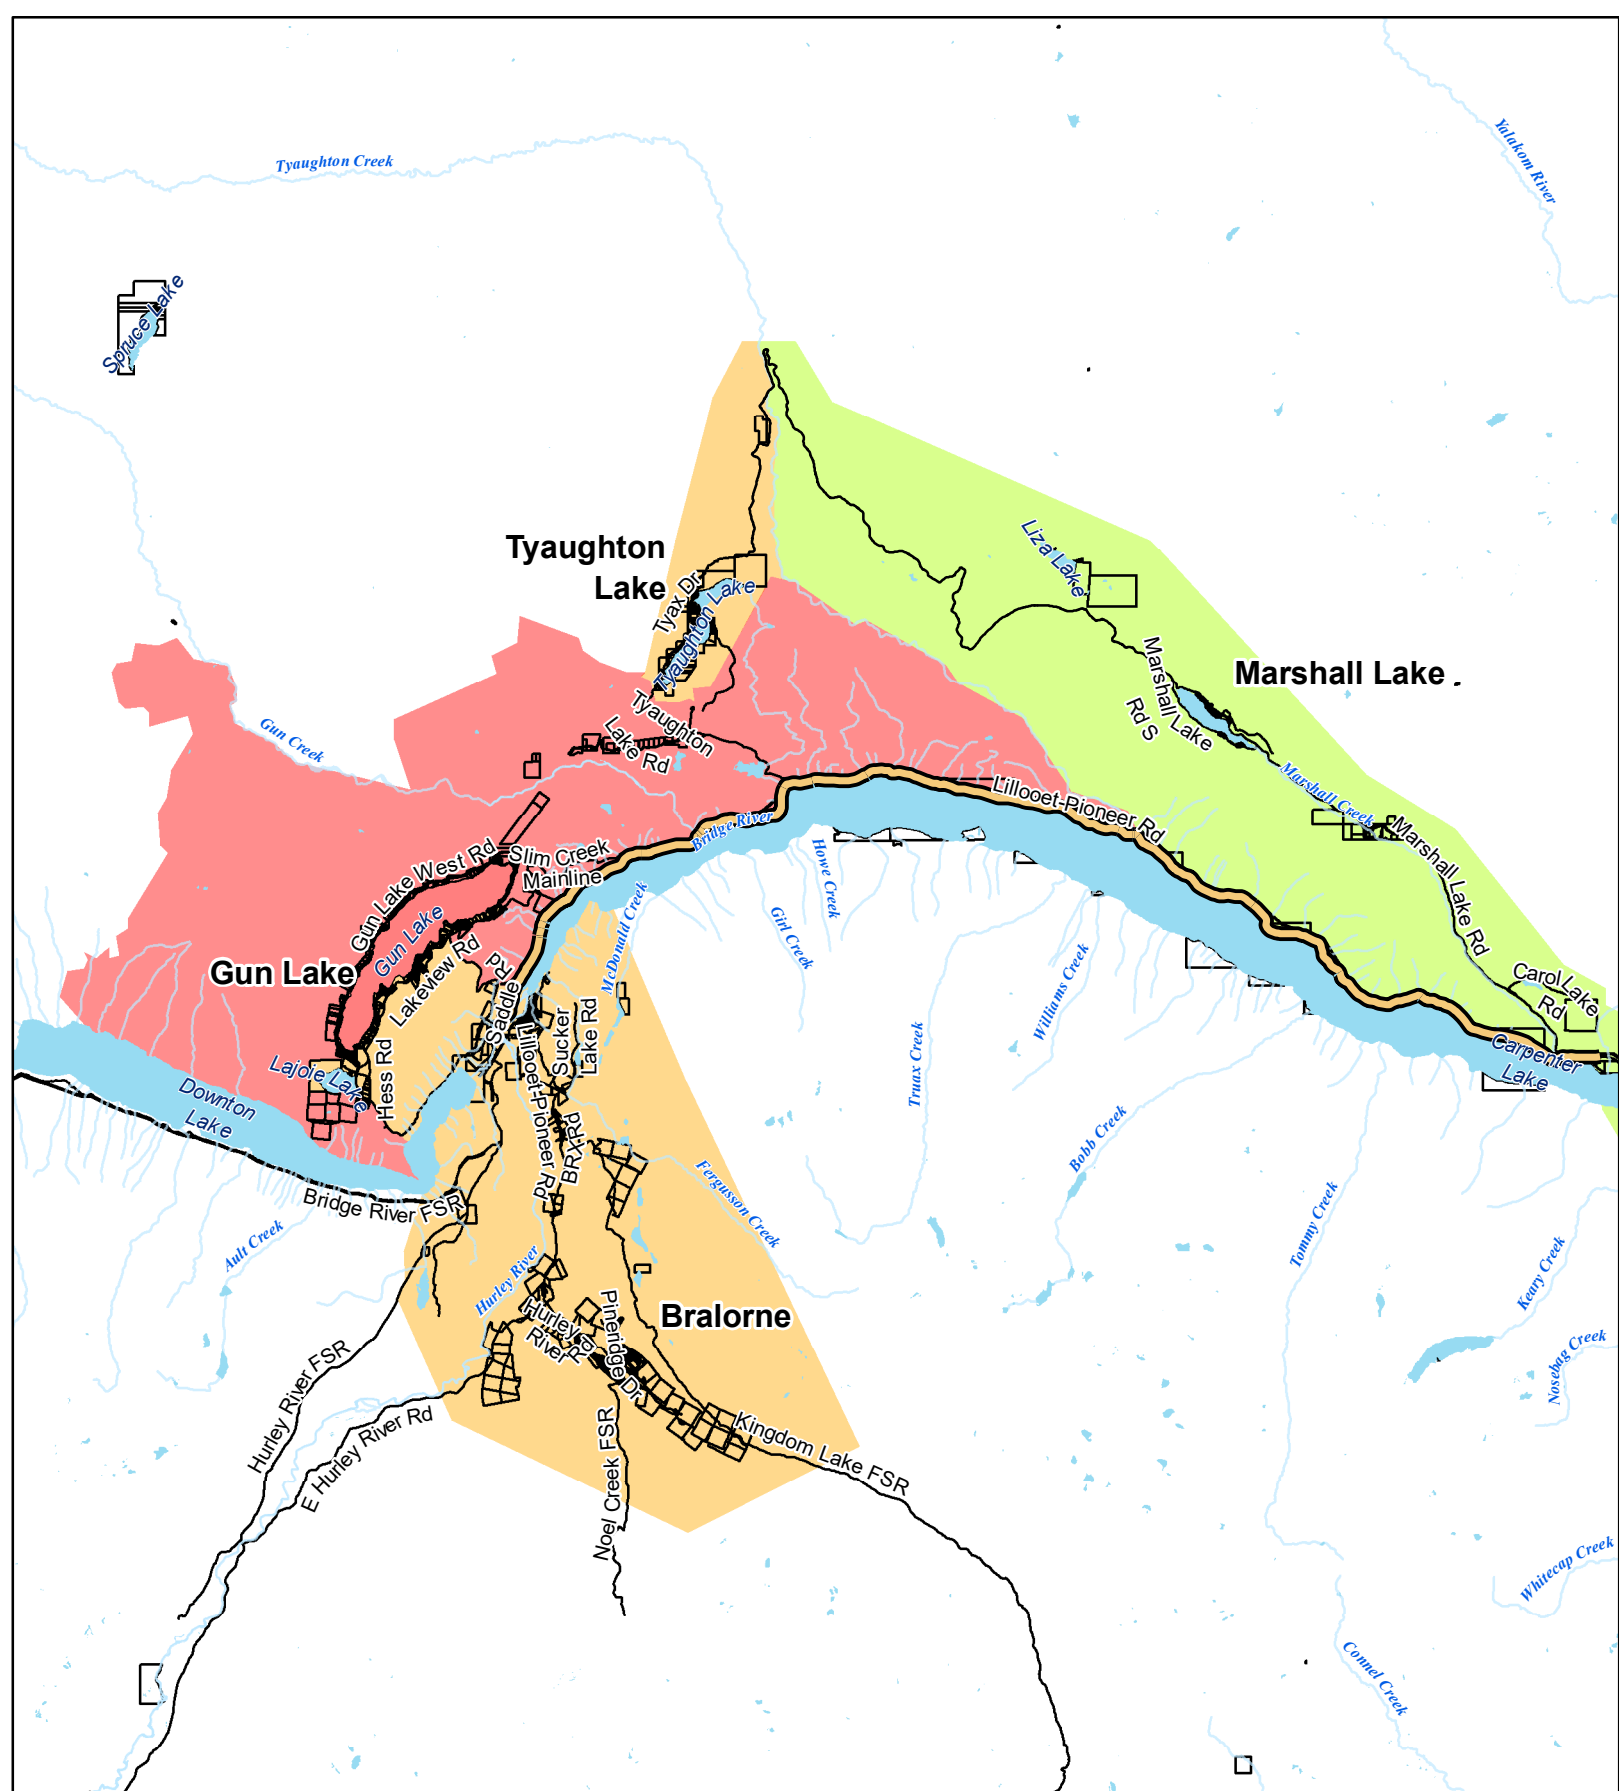 Tyaughton Creek
Yalakom River
Spruce Lake
Gun Creek
Tyaughton
Lake
Tyax Dr
Tyaughton Lake
Liza Lake
Marshall Lake
Marshall Lake
Rd S
Tyaughton
Lake Rd
Marshall Creek
Marshall Lake Rd
Lillooet-Pioneer Rd
Bridge River
Gun Lake West Rd
Slim Creek
Mainline
Gun Lake
Gun Lake
Lakeview Rd
Saddle Rd
McDonald Creek
Howe Creek
Girl Creek
Williams Creek
Truax Creek
Carol Lake
Rd
Carpenter
Lake
Sucker
Lake Rd
Lillooet-Pioneer Rd
BRX Rd
Hess Rd
Lajoie Lake
Downton
Lake
Bridge River FSR
Ault Creek
Fergusson Creek
Bobb Creek
Tommy Creek
Keary Creek
Nosebag Creek
Hurley River
Hurley
River
Rd
Pineridge Dr
Bralorne
Hurley River FSR
E Hurley River Rd
Noel Creek FSR
Kingdom Lake FSR
Whitecap Creek
Connel Creek